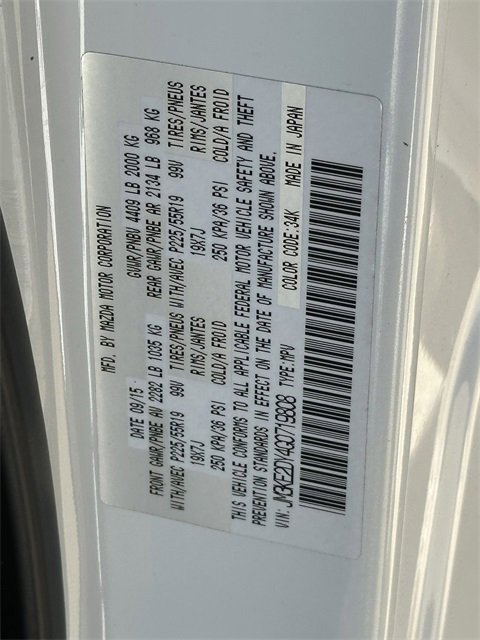 MFD. BY MAZDA MOTOR CORPORATION
DATE 09/15 GVWR/PNBV 4409 LB 2000 KG
FRONT GAWR/PNBE AV 2282 LB 1035 KG REAR GAWR/PNBE AR 2134 LB 968 KG
WITH/AVEC P225/55R19 99V TIRES/PNEUS WITH/AVEC P225/55R19 99V TIRES/PNEUS
19X7J RIMS/JANTES 19X7J RIMS/JANTES
250 KPA/36 PSI COLD/A FROID 250 KPA/36 PSI COLD/A FROID
THIS VEHICLE CONFORMS TO ALL APPLICABLE FEDERAL MOTOR VEHICLE SAFETY AND THEFT
PREVENTION STANDARDS IN EFFECT ON THE DATE OF MANUFACTURE SHOWN ABOVE.
VIN: JM3KE2DY4G0719808 TYPE:MPV COLOR CODE:34K MADE IN JAPAN